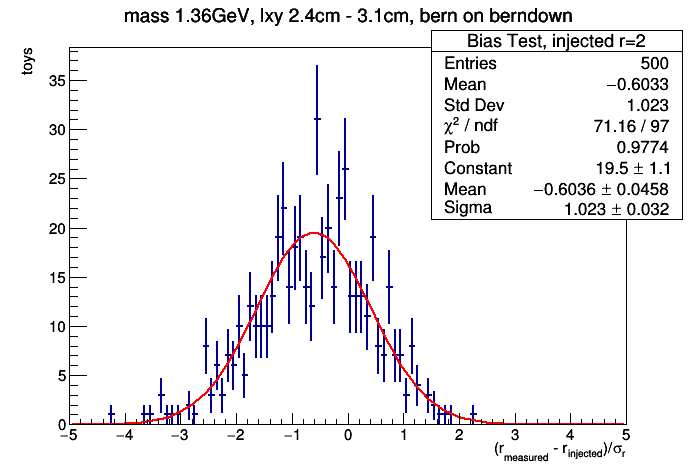 mass 1.36GeV, lxy 2.4cm - 3.1cm, bern on berndown
Bias Test, injected r=2
Entries 500
Mean −0.6033
Std Dev 1.023
χ² / ndf 71.16 / 97
Prob 0.9774
Constant 19.5 ± 1.1
Mean −0.6036 ± 0.0458
Sigma 1.023 ± 0.032
toys
35
30
25
20
15
10
5
0
−5 −4 −3 −2 −1 0 1 2 3 4 5
(r_measured - r_injected)/σ_r